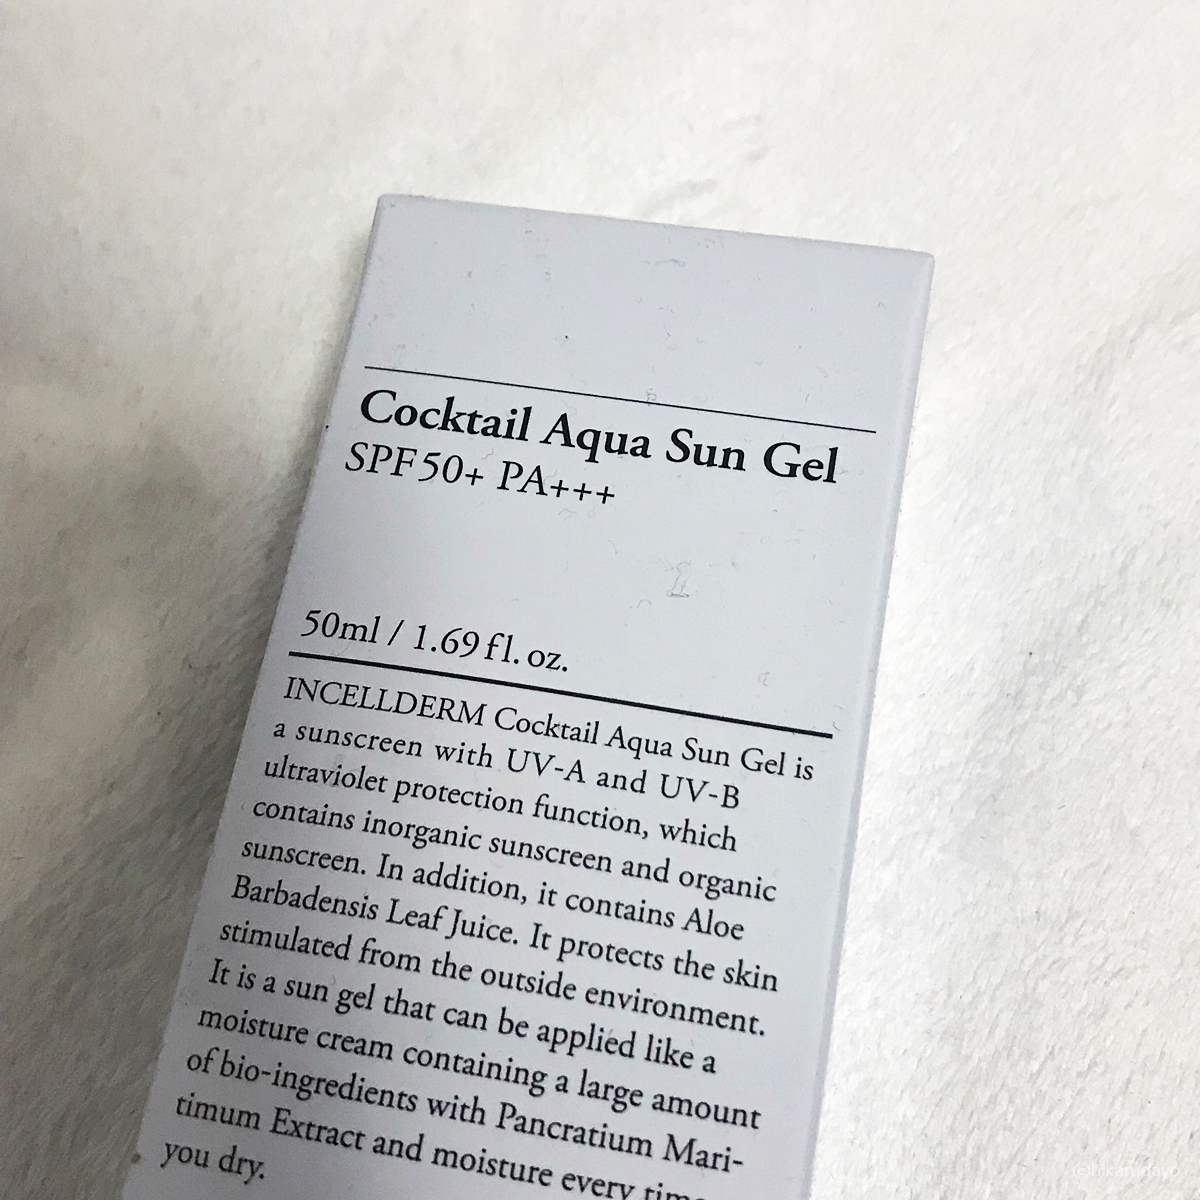 Cocktail Aqua Sun Gel
SPF50+ PA+++
50ml / 1.69 fl. oz.
INCELLDERM Cocktail Aqua Sun Gel is
a sunscreen with UV-A and UV-B
ultraviolet protection function, which
contains inorganic sunscreen and organic
sunscreen. In addition, it contains Aloe
Barbadensis Leaf Juice. It protects the skin
stimulated from the outside environment.
It is a sun gel that can be applied like a
moisture cream containing a large amount
of bio-ingredients with Pancratium Mari-
timum Extract and moisture every time
you dry.